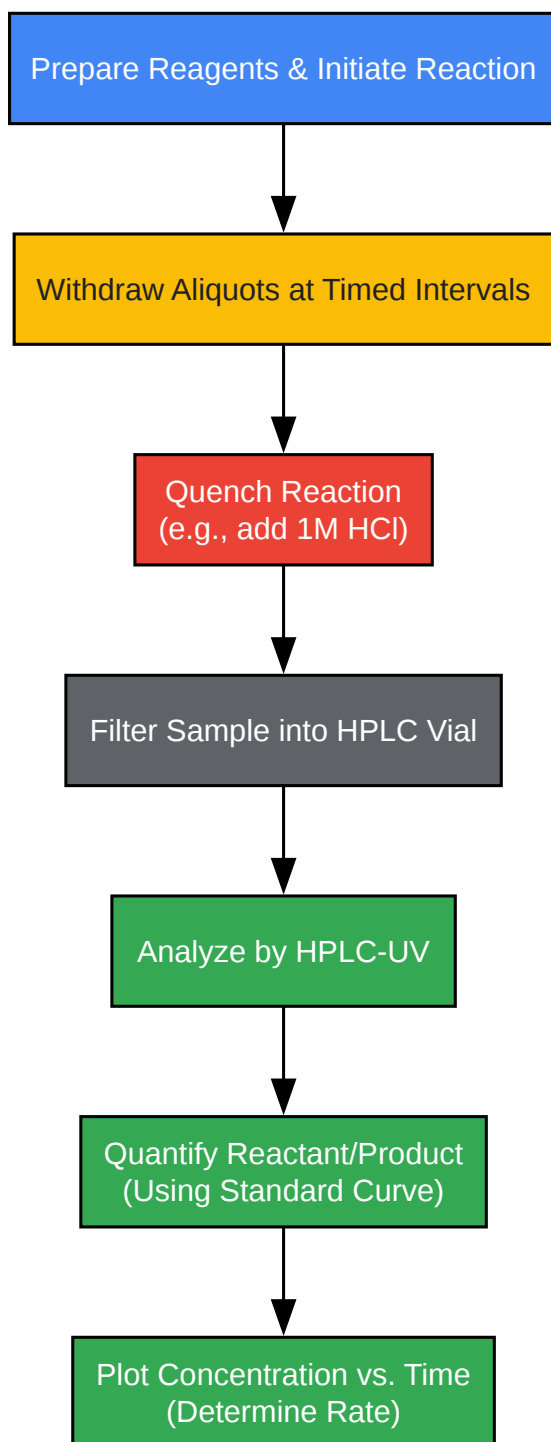 Prepare Reagents & Initiate Reaction
Withdraw Aliquots at Timed Intervals
Quench Reaction
(e.g., add 1M HCl)
Filter Sample into HPLC Vial
Analyze by HPLC-UV
Quantify Reactant/Product
(Using Standard Curve)
Plot Concentration vs. Time
(Determine Rate)